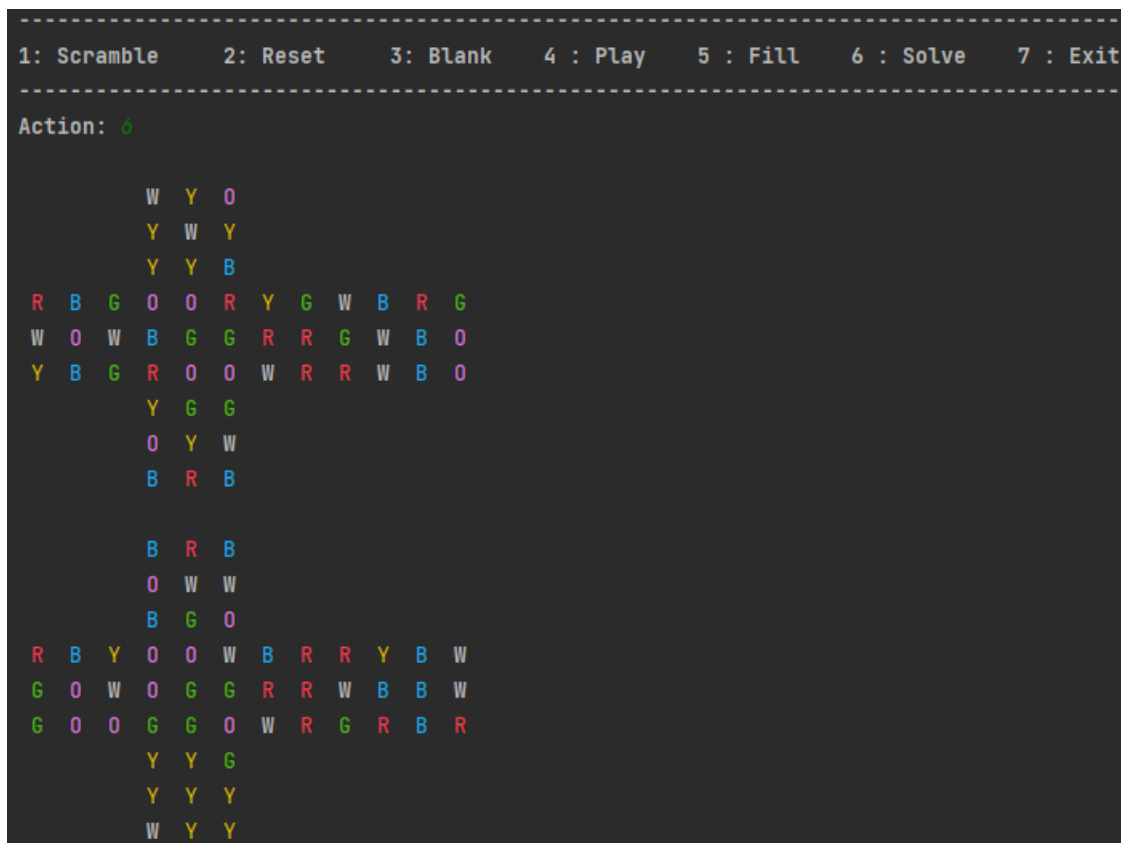 --------------------------------------------------------------------------------------
1: Scramble     2: Reset     3: Blank    4 : Play    5 : Fill    6 : Solve    7 : Exit
--------------------------------------------------------------------------------------
Action: 6
W  Y  O
Y  W  Y
Y  Y  B
R  B  G  O  O  R  Y  G  W  B  R  G
W  O  W  B  G  G  R  R  G  W  B  O
Y  B  G  R  O  O  W  R  R  W  B  O
Y  G  G
O  Y  W
B  R  B
B  R  B
O  W  W
B  G  O
R  B  Y  O  O  W  B  R  R  Y  B  W
G  O  W  O  G  G  R  R  W  B  B  W
G  O  O  G  G  O  W  R  G  R  B  R
Y  Y  G
Y  Y  Y
W  Y  Y